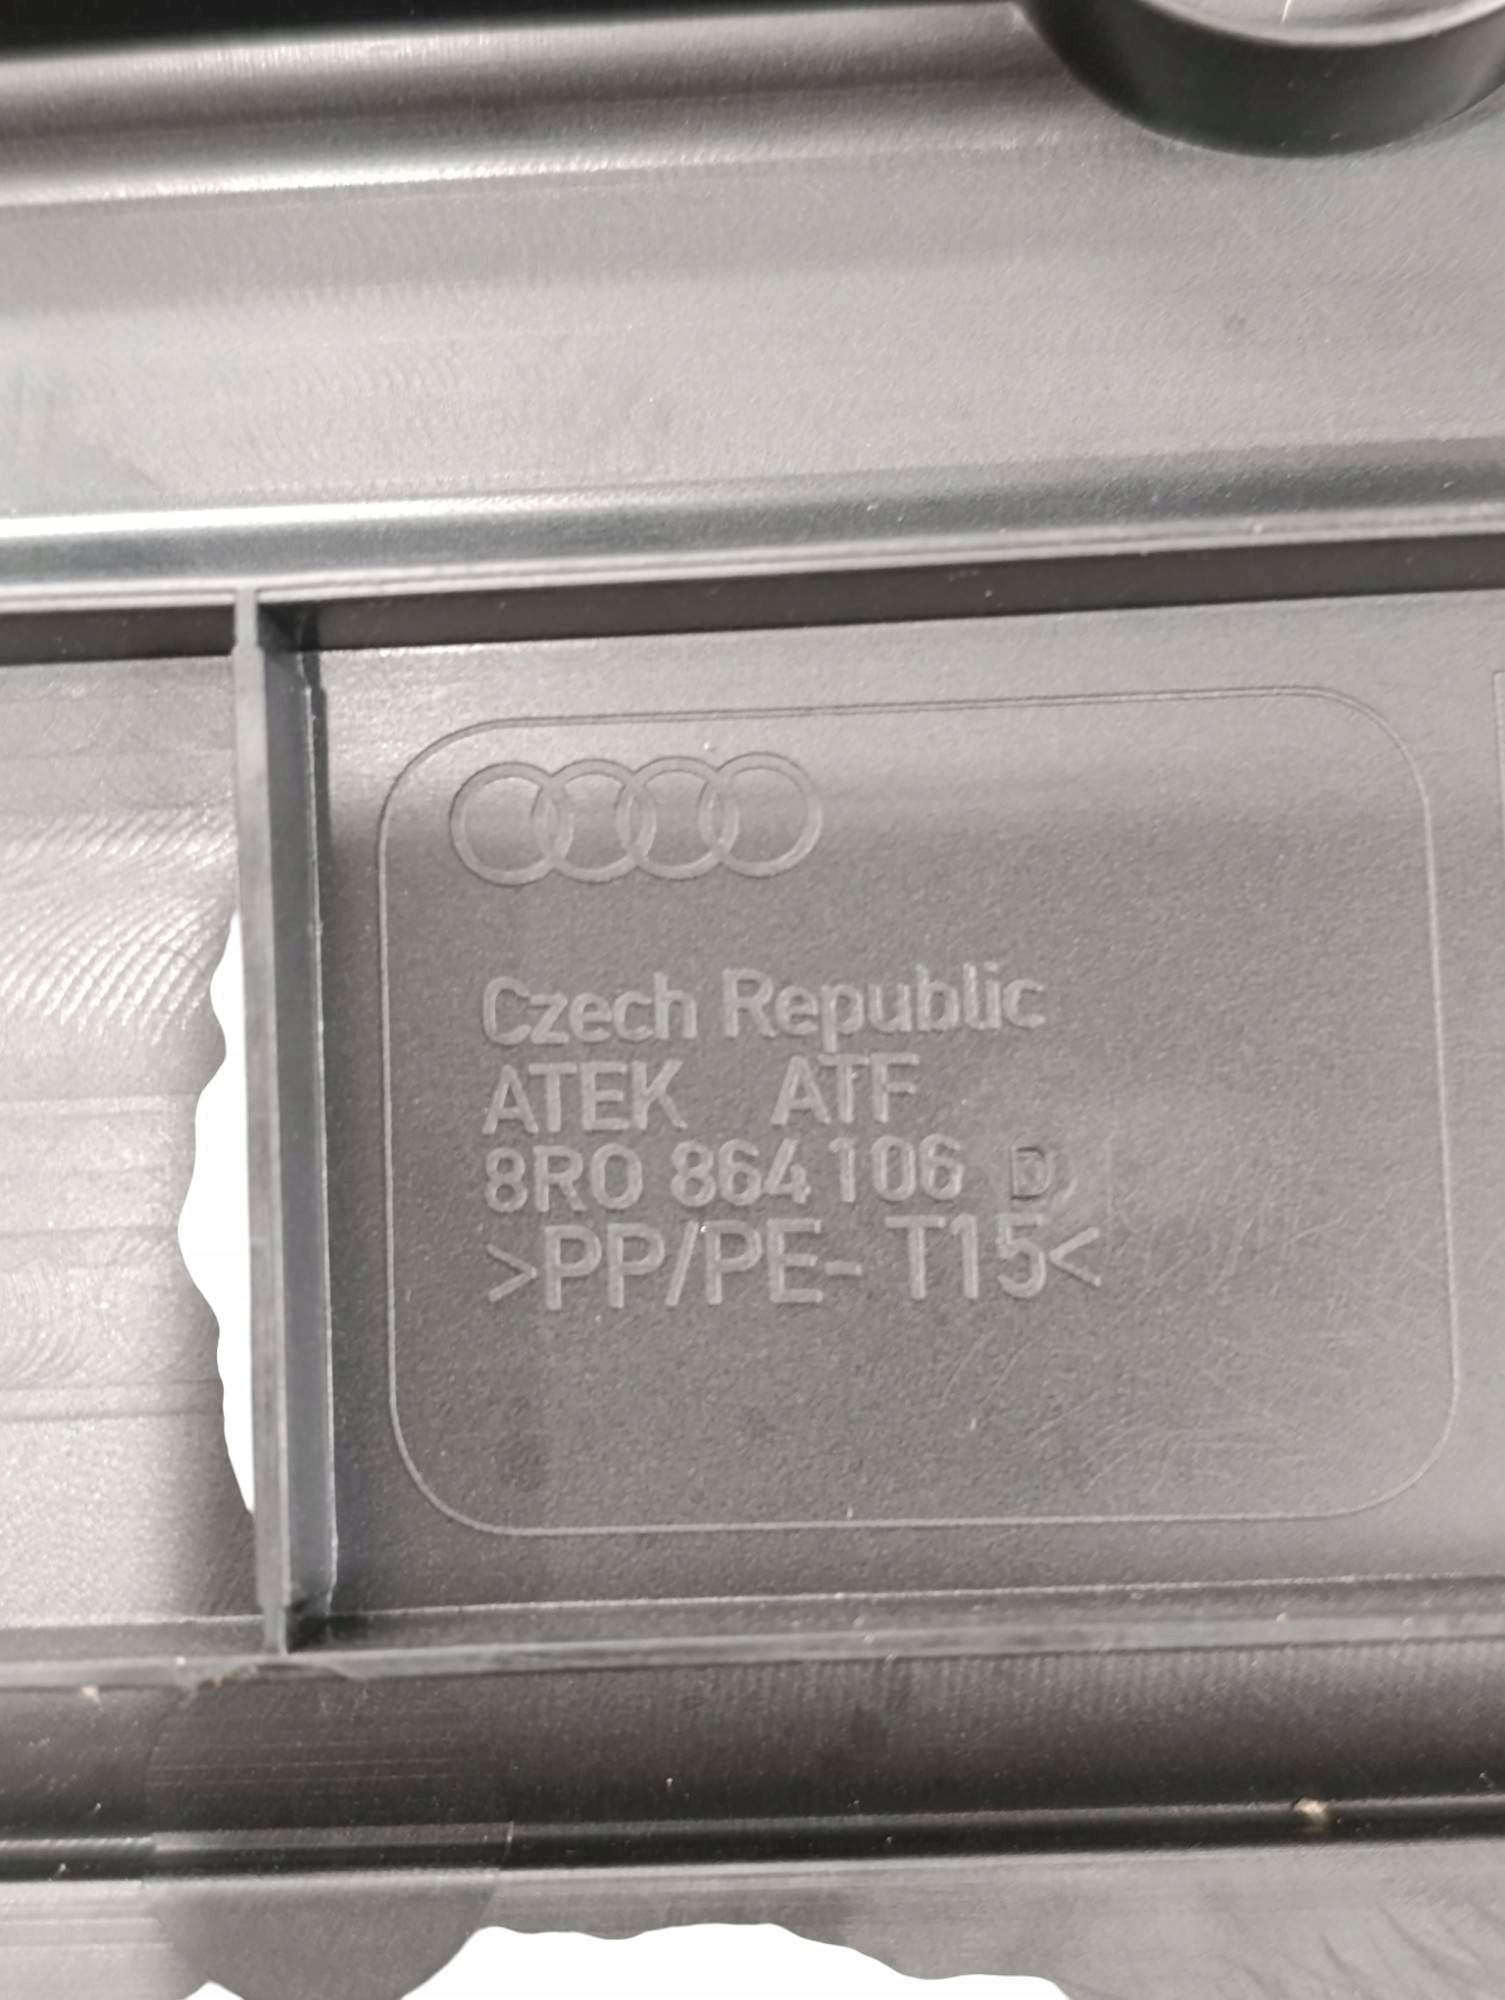 Czech Republic
ATEK ATF
8R0 864 106 D
>PP/PE- T15<